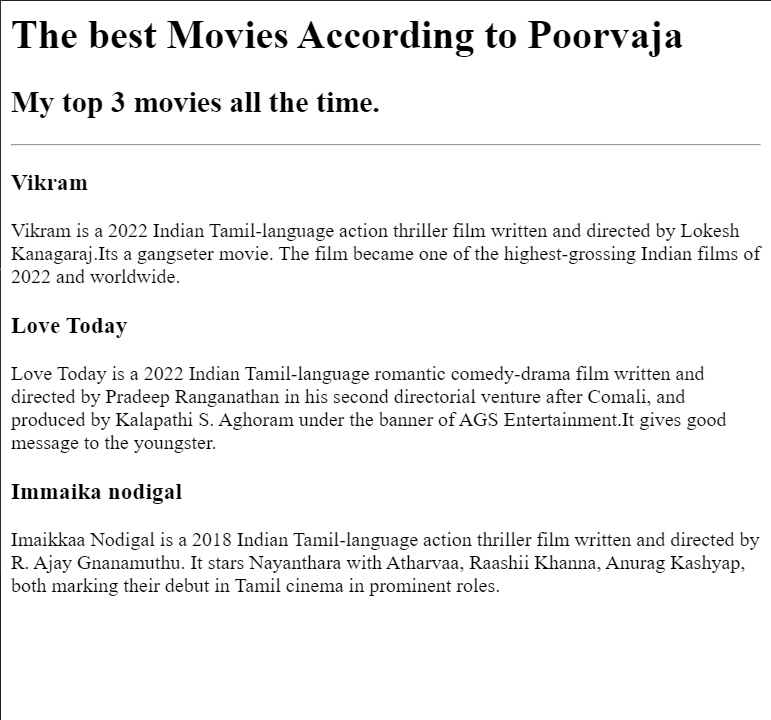 The best Movies According to Poorvaja
My top 3 movies all the time.
Vikram
Vikram is a 2022 Indian Tamil-language action thriller film written and directed by Lokesh
Kanagaraj.Its a gangseter movie. The film became one of the highest-grossing Indian films of
2022 and worldwide.
Love Today
Love Today is a 2022 Indian Tamil-language romantic comedy-drama film written and
directed by Pradeep Ranganathan in his second directorial venture after Comali, and
produced by Kalapathi S. Aghoram under the banner of AGS Entertainment.It gives good
message to the youngster.
Immaika nodigal
Imaikkaa Nodigal is a 2018 Indian Tamil-language action thriller film written and directed by
R. Ajay Gnanamuthu. It stars Nayanthara with Atharvaa, Raashii Khanna, Anurag Kashyap,
both marking their debut in Tamil cinema in prominent roles.